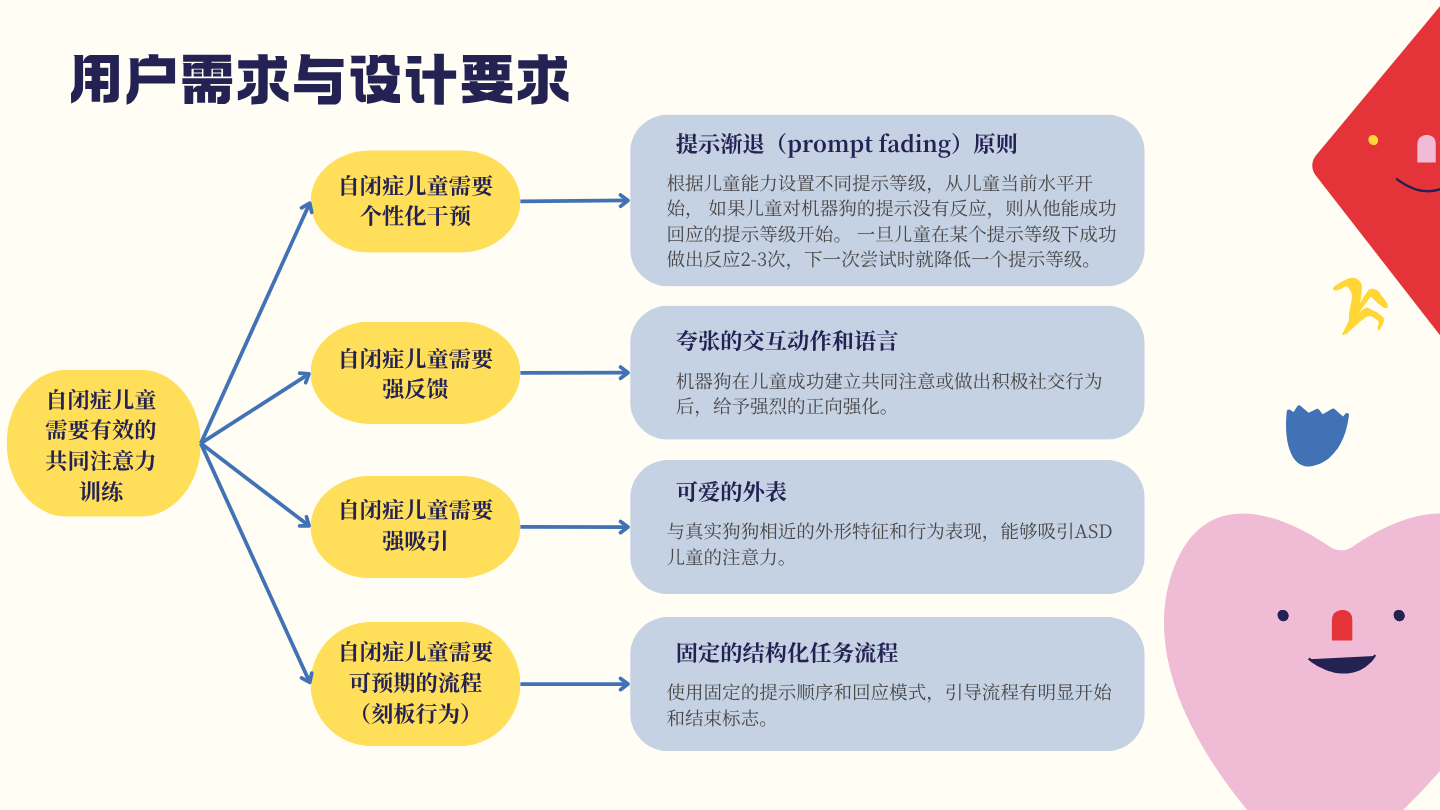 用户需求与设计要求
自闭症儿童
需要有效的
共同注意力
训练
自闭症儿童需要
个性化干预
提示渐退（prompt fading）原则
根据儿童能力设置不同提示等级，从儿童当前水平开
始， 如果儿童对机器狗的提示没有反应，则从他能成功
回应的提示等级开始。 一旦儿童在某个提示等级下成功
做出反应2-3次，下一次尝试时就降低一个提示等级。
自闭症儿童需要
强反馈
夸张的交互动作和语言
机器狗在儿童成功建立共同注意或做出积极社交行为
后，给予强烈的正向强化。
自闭症儿童需要
强吸引
可爱的外表
与真实狗狗相近的外形特征和行为表现，能够吸引ASD
儿童的注意力。
自闭症儿童需要
可预期的流程
（刻板行为）
固定的结构化任务流程
使用固定的提示顺序和回应模式，引导流程有明显开始
和结束标志。